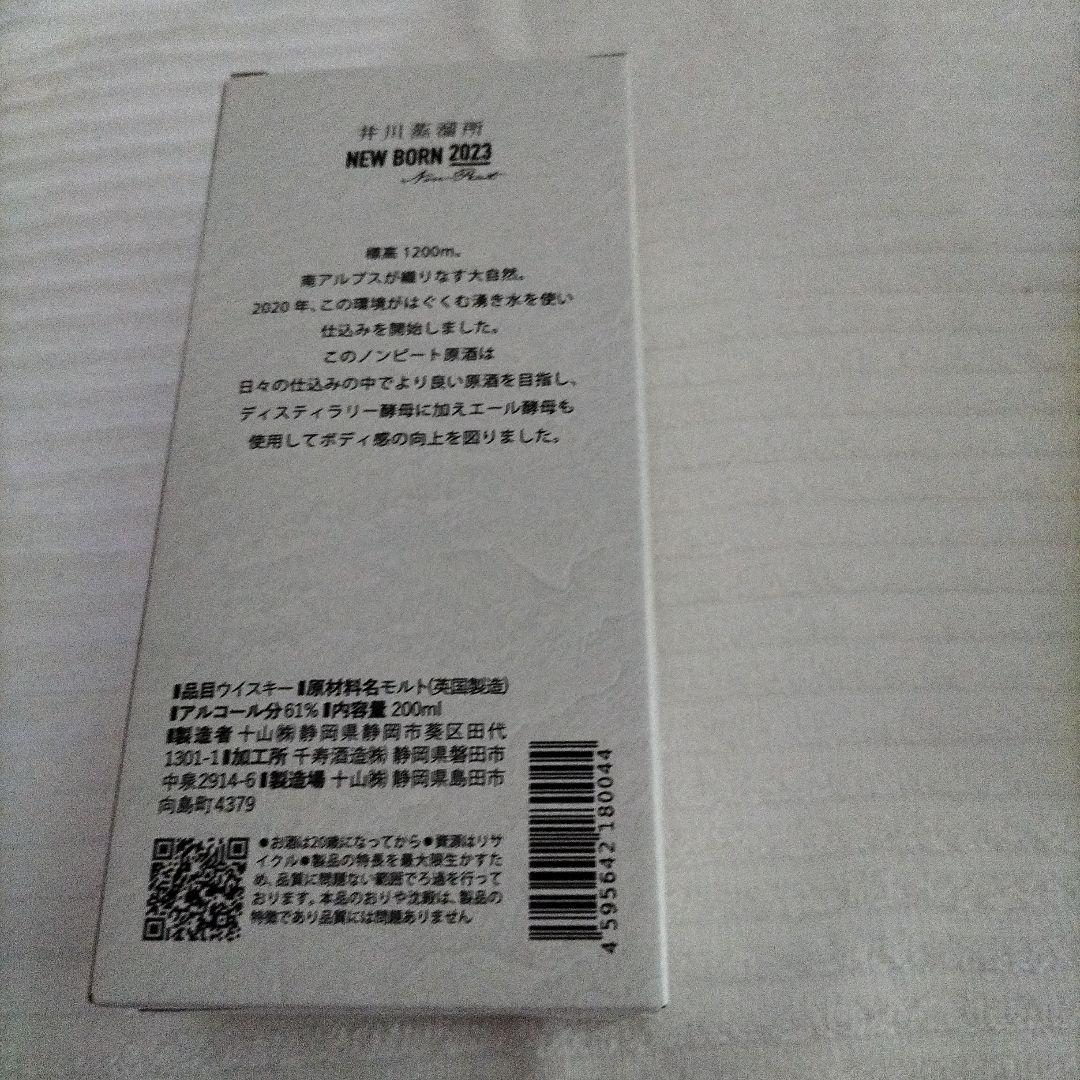 井川蒸溜所
NEW BORN 2023
Non-Peat
標高1200m。
南アルプスが織りなす大自然。
2020年、この環境がはぐくむ湧き水を使い
仕込みを開始しました。
このノンピート原酒は
日々の仕込みの中でより良い原酒を目指し、
ディスティラリー酵母に加えエール酵母も
使用してボディ感の向上を図りました。
▮品目ウイスキー▮原材料名モルト(英国製造)
▮アルコール分61%▮内容量 200ml
▮製造者 十山㈱ 静岡県静岡市葵区田代
1301-1▮加工所 千寿酒造㈱ 静岡県磐田市
中泉2914-6▮製造場 十山㈱ 静岡県島田市
向島町4379
●お酒は20歳になってから●資源はリサ
イクル●製品の特長を最大限生かすた
め、品質に問題ない範囲でろ過を行って
おります。本品のおりや沈殿は、製品の
特徴であり品質には問題ありません
4 595642 180044